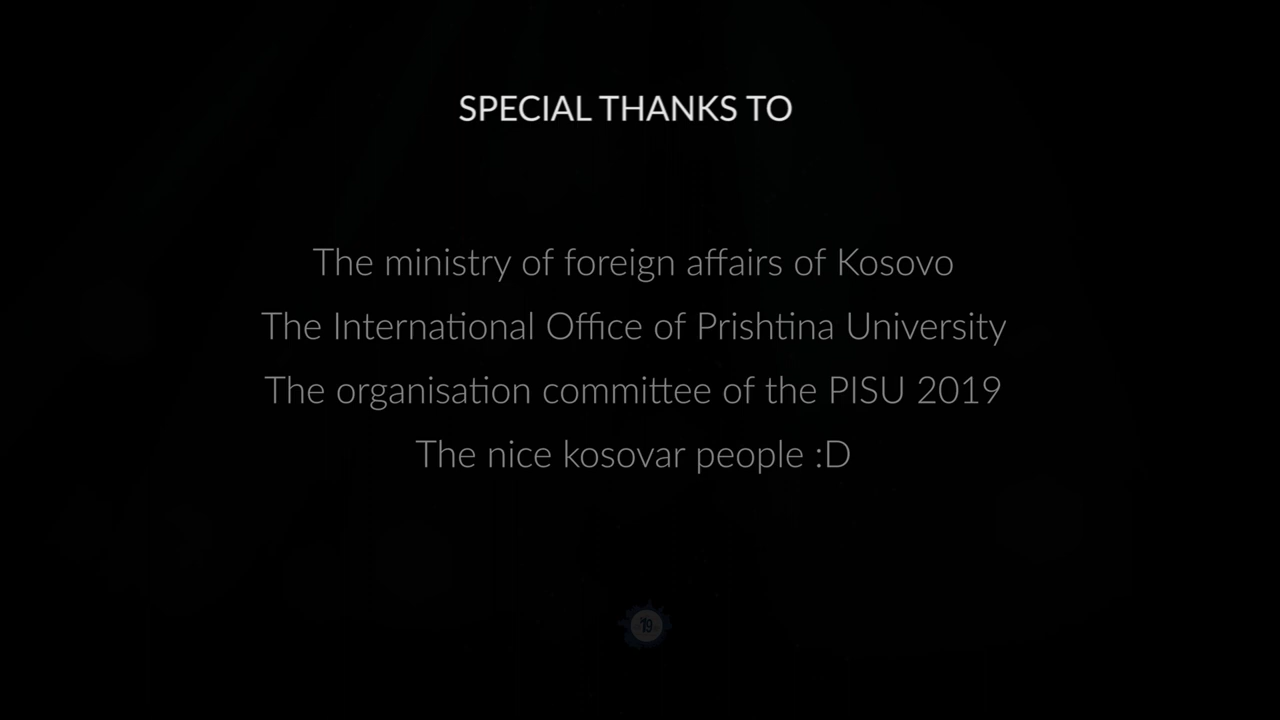 SPECIAL THANKS TO
The ministry of foreign affairs of Kosovo
The International Office of Prishtina University
The organisation committee of the PISU 2019
The nice kosovar people :D
'19